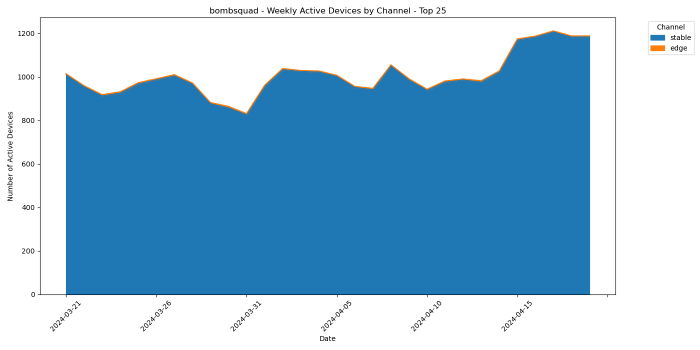 bombsquad - Weekly Active Devices by Channel - Top 25
Channel
stable
edge
Number of Active Devices
1200
1000
800
600
400
200
0
2024-03-21
2024-03-26
2024-03-31
2024-04-05
2024-04-10
2024-04-15
Date